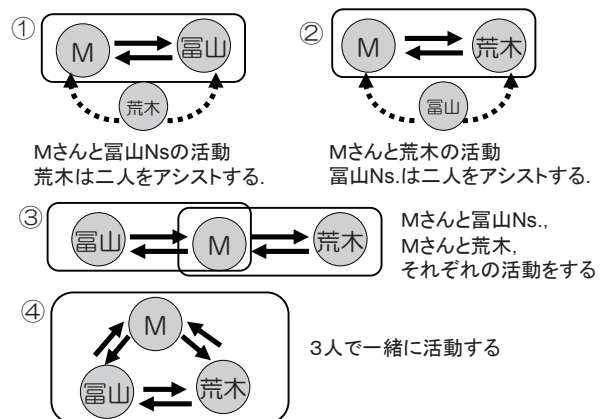 ①
M
冨山
荒木
Mさんと冨山Nsの活動
荒木は二人をアシストする.
②
M
荒木
冨山
Mさんと荒木の活動
冨山Ns.は二人をアシストする.
③
冨山
M
荒木
Mさんと冨山Ns.,
Mさんと荒木,
それぞれの活動をする
④
M
冨山
荒木
3人で一緒に活動する